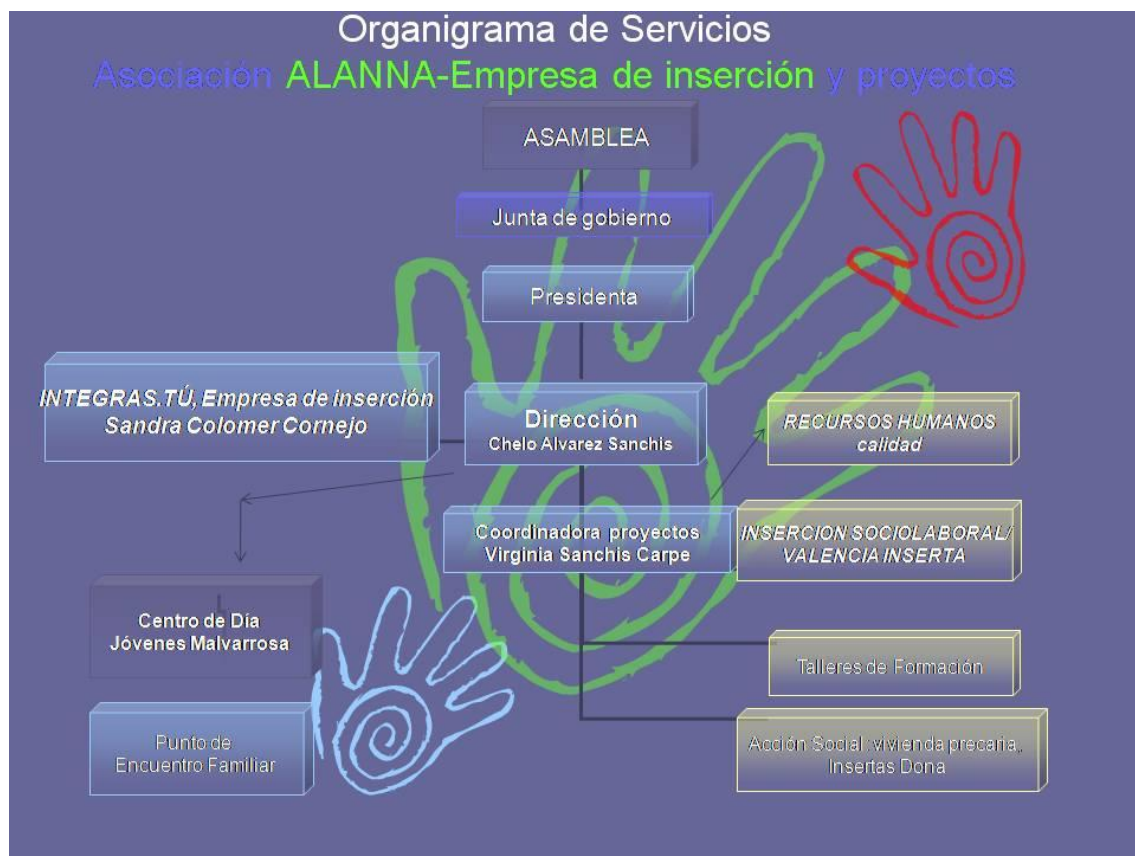 Organigrama de Servicios
Asociación ALANNA-Empresa de inserción y proyectos
ASAMBLEA
Junta de gobierno
Presidenta
INTEGRAS.TÚ, Empresa de inserción
Sandra Colomer Cornejo
Dirección
Chelo Alvarez Sanchis
RECURSOS HUMANOS
calidad
Coordinadora proyectos
Virginia Sanchis Carpe
INSERCION SOCIOLABORAL/
VALENCIA INSERTA
L
Centro de Día
Jóvenes Malvarrosa
Talleres de Formación
Punto de
Encuentro Familiar
Acción Social :vivienda precaria,
Insertas Dona